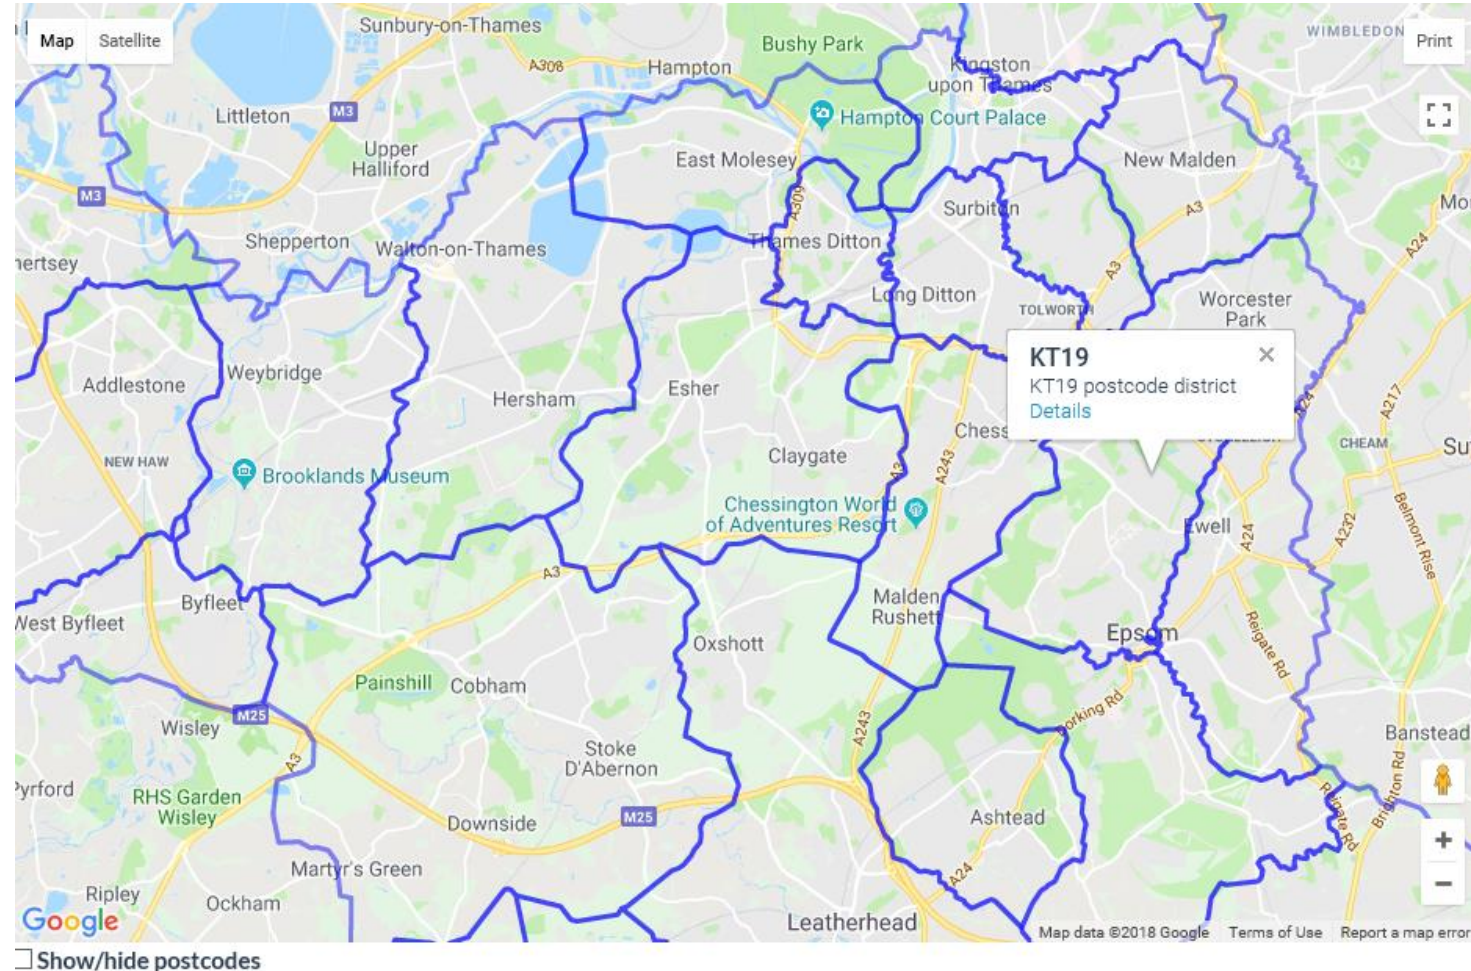 Map
Satellite
Print
Sunbury-on-Thames
Bushy Park
WIMBLEDON
A308
Hampton
Kingston
upon Thames
Littleton
M3
Hampton Court Palace
Upper
Halliford
East Molesey
New Malden
M3
A309
Surbiton
A3
Shepperton
Walton-on-Thames
Thames Ditton
A24
A3
Long Ditton
TOLWORTH
Worcester
Park
KT19
KT19 postcode district
Details
Addlestone
Weybridge
Hersham
Esher
A24
A217
Chess
CHEAM
NEW HAW
Brooklands Museum
Claygate
A3
A243
Chessington World
of Adventures Resort
Ewell
A24
A232
Belmont Rise
A3
Byfleet
West Byfleet
Malden
Rushett
Epsom
Reigate Rd
Oxshott
Painshill
Cobham
Dorking Rd
Wisley
M25
A3
A243
Banstead
Stoke
D'Abernon
RHS Garden
Wisley
Brighton Rd
Downside
M25
Ashtead
Reigate Rd
Martyr's Green
A24
Ripley
Ockham
Leatherhead
Google
Map data ©2018 Google
Terms of Use
Report a map error
Show/hide postcodes